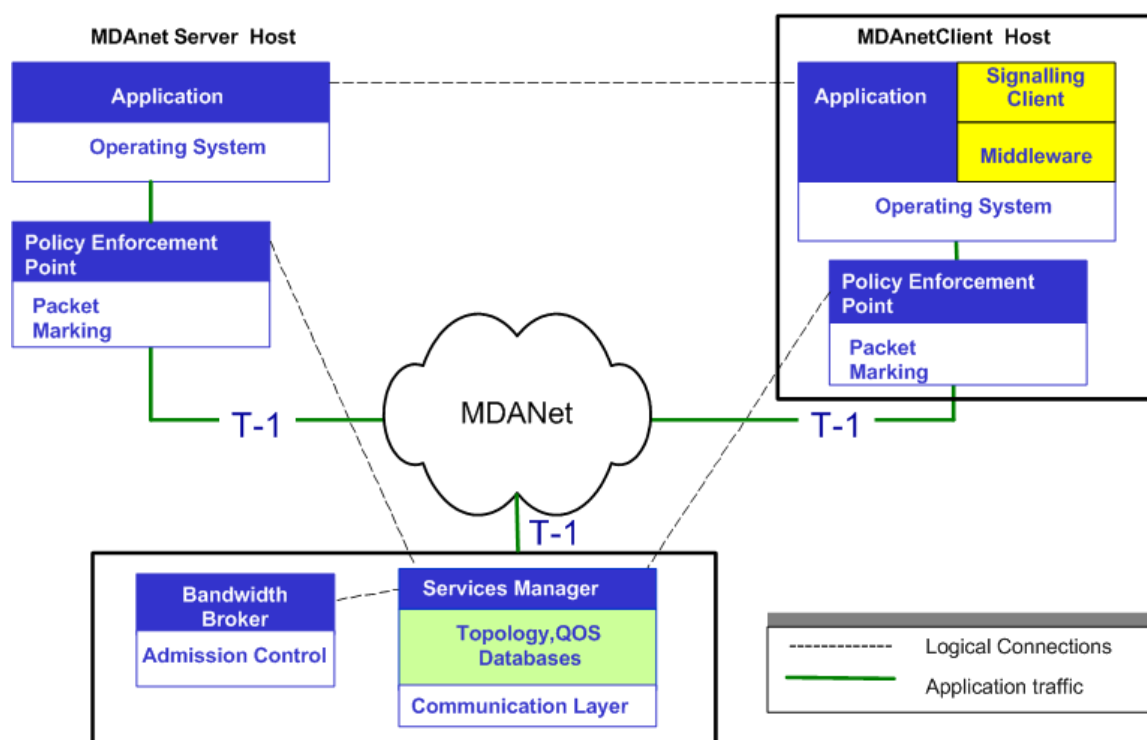 MDAnet Server Host
Application
Operating System
Policy Enforcement
Point
Packet
Marking
MDAnetClient Host
Application
Signalling
Client
Middleware
Operating System
Policy Enforcement
Point
Packet
Marking
T-1
MDANet
T-1
T-1
Bandwidth
Broker
Admission Control
Services Manager
Topology,QOS
Databases
Communication Layer
Logical Connections
Application traffic